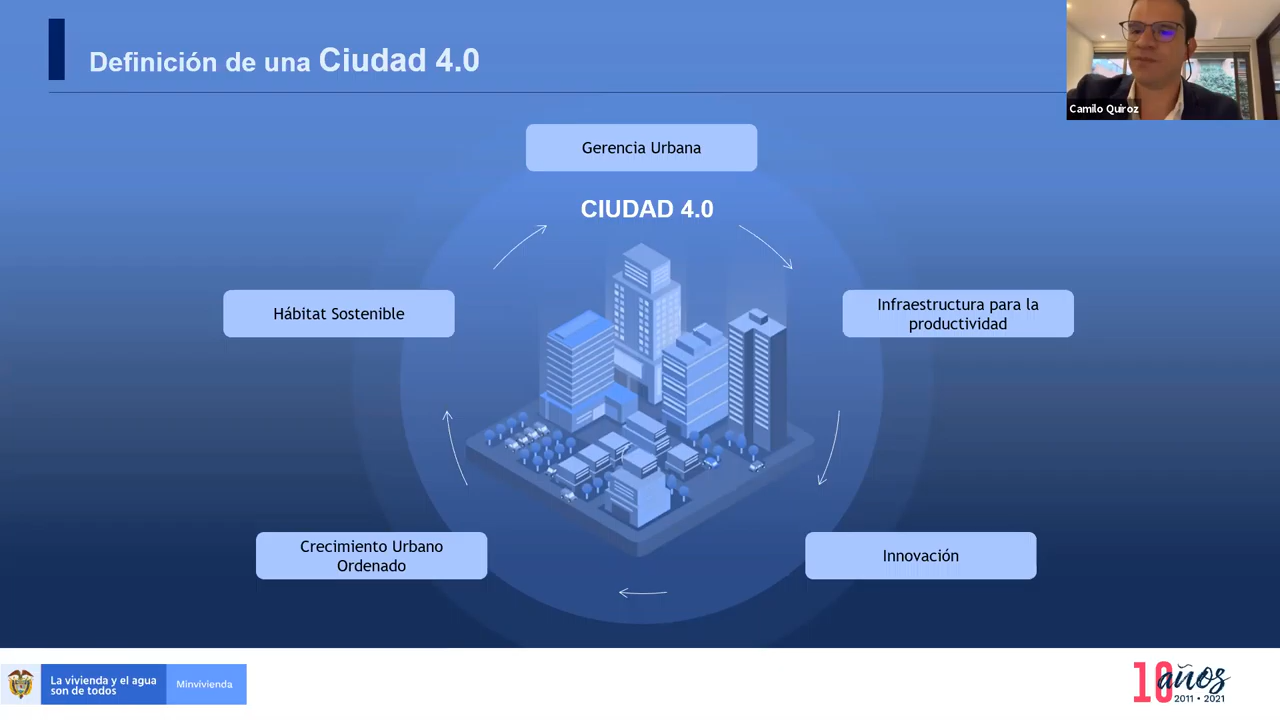 Definición de una Ciudad 4.0
Camilo Quiroz
Gerencia Urbana
CIUDAD 4.0
Hábitat Sostenible
Infraestructura para la
productividad
Crecimiento Urbano
Ordenado
Innovación
La vivienda y el agua
son de todos
Minvivienda
10 años
2011 • 2021